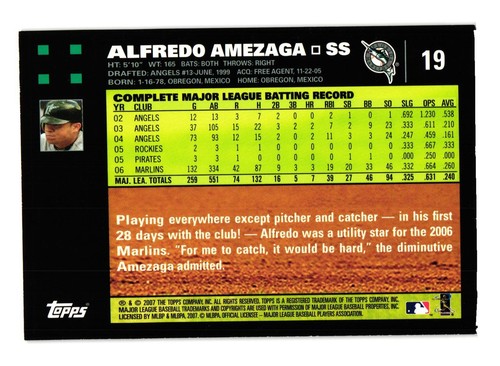 ALFREDO AMEZAGA ▫ SS 19
HT: 5'10" WT: 165 BATS: BOTH THROWS: RIGHT
DRAFTED: ANGELS #13-JUNE, 1999 ACQ: FREE AGENT, 11-22-05
BORN: 1-16-78, OBREGON, MEXICO HOME: OBREGON, MEXICO
COMPLETE MAJOR LEAGUE BATTING RECORD
YR CLUB G AB R H 2B 3B HR RBI SB BB SO SLG OPS AVG
02 ANGELS 12 13 3 7 2 0 0 2 1 0 1 .692 1.230 .538
03 ANGELS 37 105 15 22 3 2 2 7 2 9 23 .333 .611 .210
04 ANGELS 73 93 12 15 2 0 2 11 3 3 24 .247 .459 .161
05 ROCKIES 2 3 1 1 0 0 0 0 1 0 0 .333 .667 .333
05 PIRATES 3 3 1 0 0 0 0 0 0 1 0 .000 .250 .000
06 MARLINS 132 334 42 87 9 3 3 19 20 33 46 .332 .664 .260
MAJ. LEA. TOTALS 259 551 74 132 16 5 7 39 27 46 94 .325 .631 .240
Playing everywhere except pitcher and catcher — in his first
28 days with the club! — Alfredo was a utility star for the 2006
Marlins. "For me to catch, it would be hard," the diminutive
Amezaga admitted.
TOPPS
® & © 2007 THE TOPPS COMPANY, INC. ALL RIGHTS RESERVED. TOPPS IS A REGISTERED TRADEMARK OF THE TOPPS COMPANY, INC.
MAJOR LEAGUE BASEBALL TRADEMARKS AND COPYRIGHTS ARE USED WITH PERMISSION OF MAJOR LEAGUE BASEBALL PROPERTIES, INC.
LICENSED BY MLBP & MLBPA, 2007. © MLBPA, OFFICIAL LICENSEE – MAJOR LEAGUE BASEBALL PLAYERS ASSOCIATION.